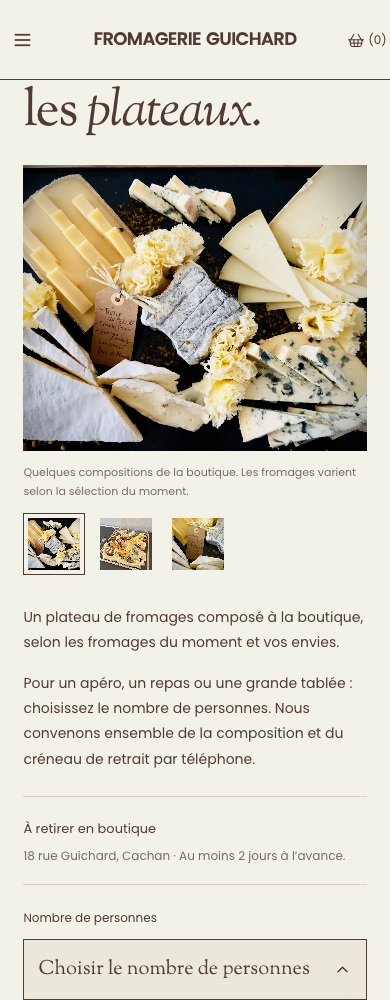 FROMAGERIE GUICHARD
(0)
les plateaux.
Quelques compositions de la boutique. Les fromages varient
selon la sélection du moment.
Un plateau de fromages composé à la boutique,
selon les fromages du moment et vos envies.
Pour un apéro, un repas ou une grande tablée :
choisissez le nombre de personnes. Nous
convenons ensemble de la composition et du
créneau de retrait par téléphone.
À retirer en boutique
18 rue Guichard, Cachan · Au moins 2 jours à l’avance.
Nombre de personnes
Choisir le nombre de personnes